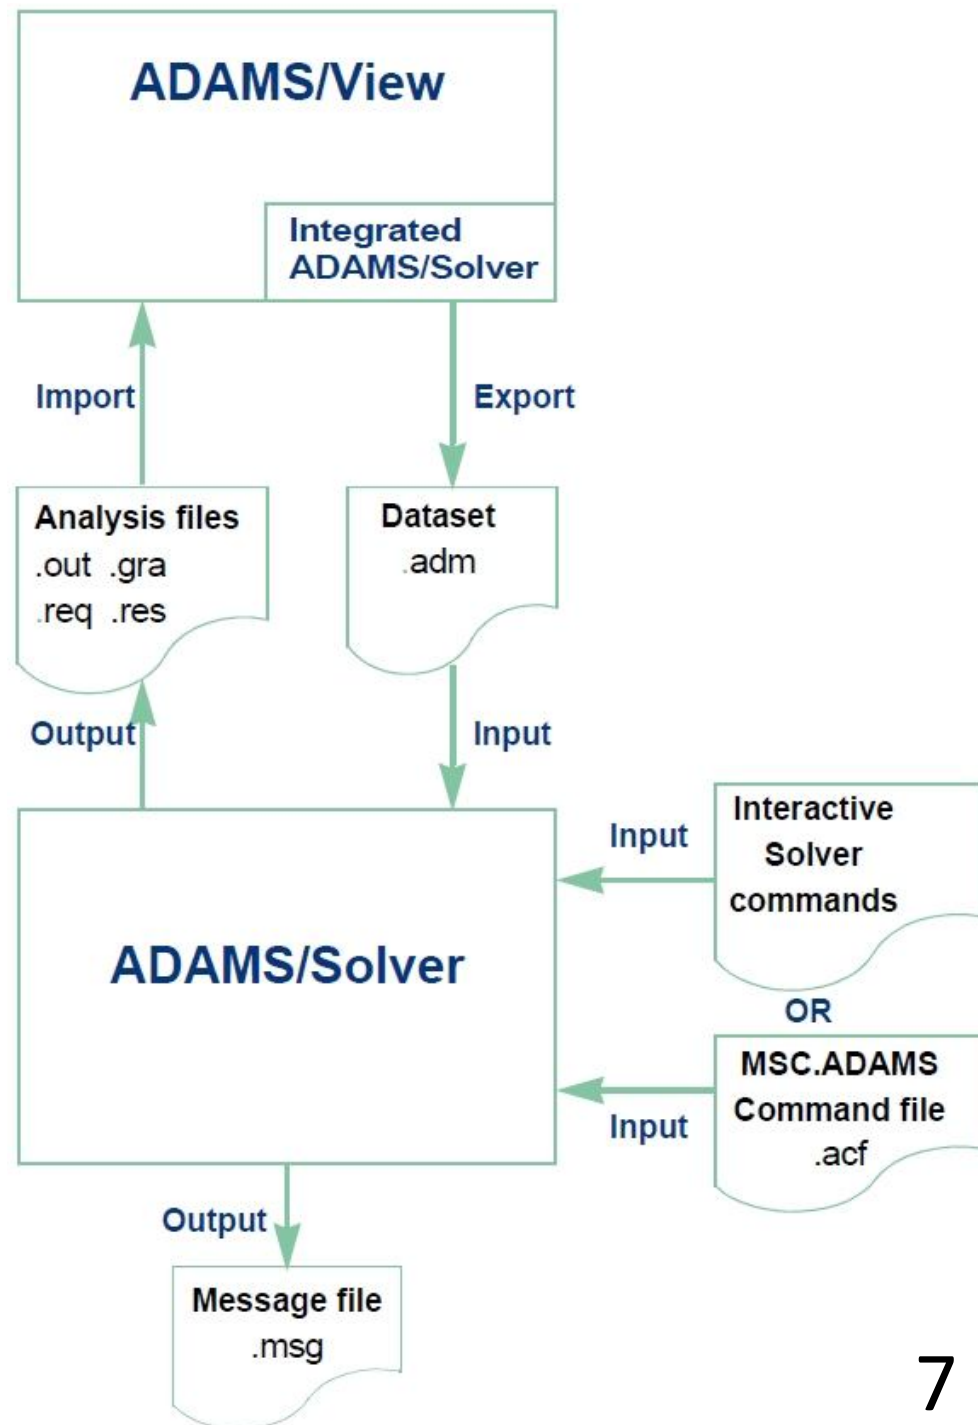 ADAMS/View
Integrated
ADAMS/Solver
Import
Export
Analysis files
.out .gra
.req .res
Dataset
.adm
Output
Input
Interactive
Solver
commands
Input
ADAMS/Solver
OR
MSC.ADAMS
Command file
.acf
Input
Output
Message file
.msg
7